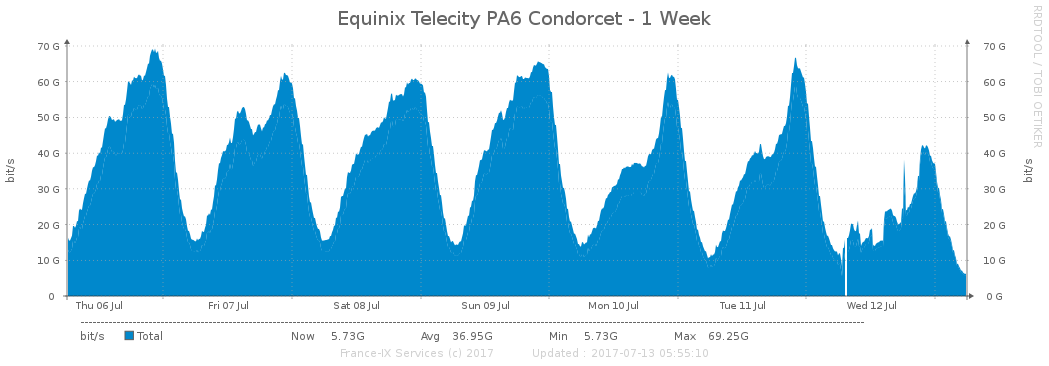 Equinix Telecity PA6 Condorcet - 1 Week
RRDTOOL / TOBI OETIKER
bit/s
70 G
60 G
50 G
40 G
30 G
20 G
10 G
0
70 G
60 G
50 G
40 G
30 G
20 G
10 G
0 G
bit/s
Thu 06 Jul Fri 07 Jul Sat 08 Jul Sun 09 Jul Mon 10 Jul Tue 11 Jul Wed 12 Jul
bit/s Total Now 5.73G Avg 36.95G Min 5.73G Max 69.25G
France-IX Services (c) 2017 Updated : 2017-07-13 05:55:10